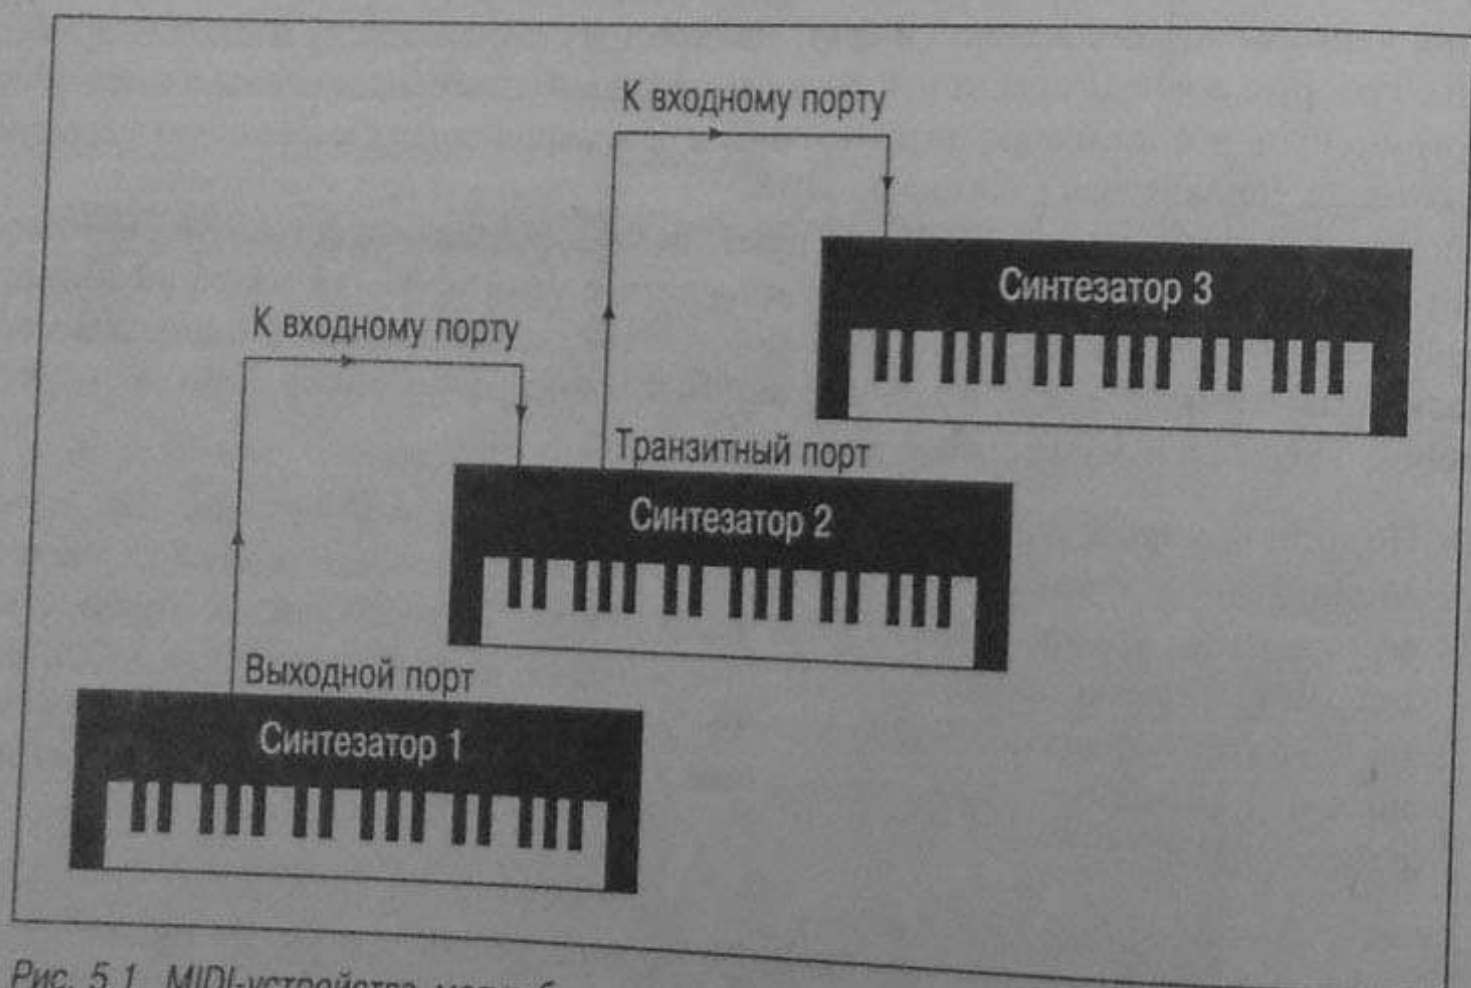 К входному порту
Синтезатор 3
К входному порту
Транзитный порт
Синтезатор 2
Выходной порт
Синтезатор 1
Рис. 5.1 MIDI-устройства